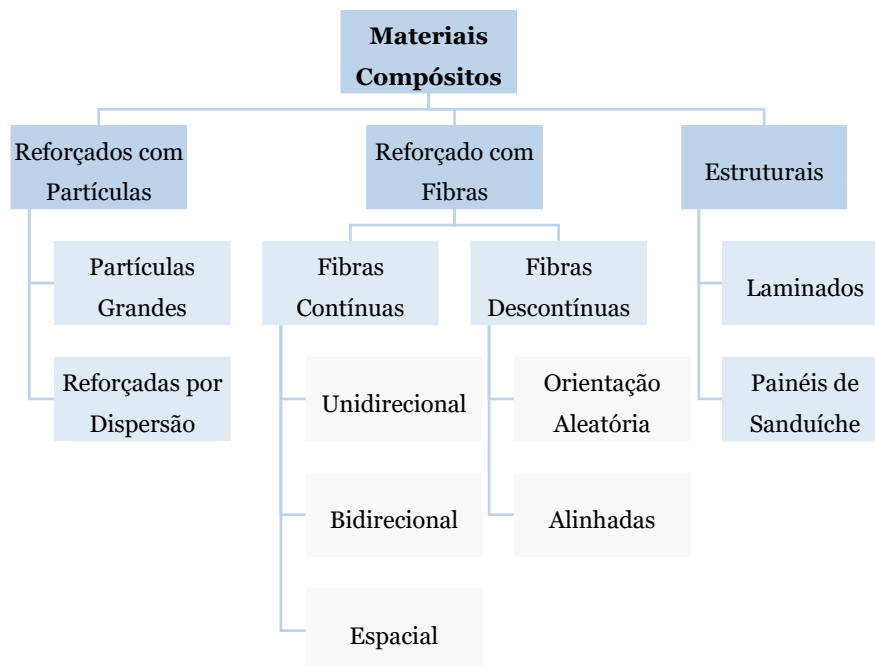 Materiais
Compósitos
Reforçados com
Partículas
Reforçado com
Fibras
Estruturais
Partículas
Grandes
Reforçadas por
Dispersão
Fibras
Contínuas
Unidirecional
Bidirecional
Espacial
Fibras
Descontínuas
Orientação
Aleatória
Alinhadas
Laminados
Painéis de
Sanduíche